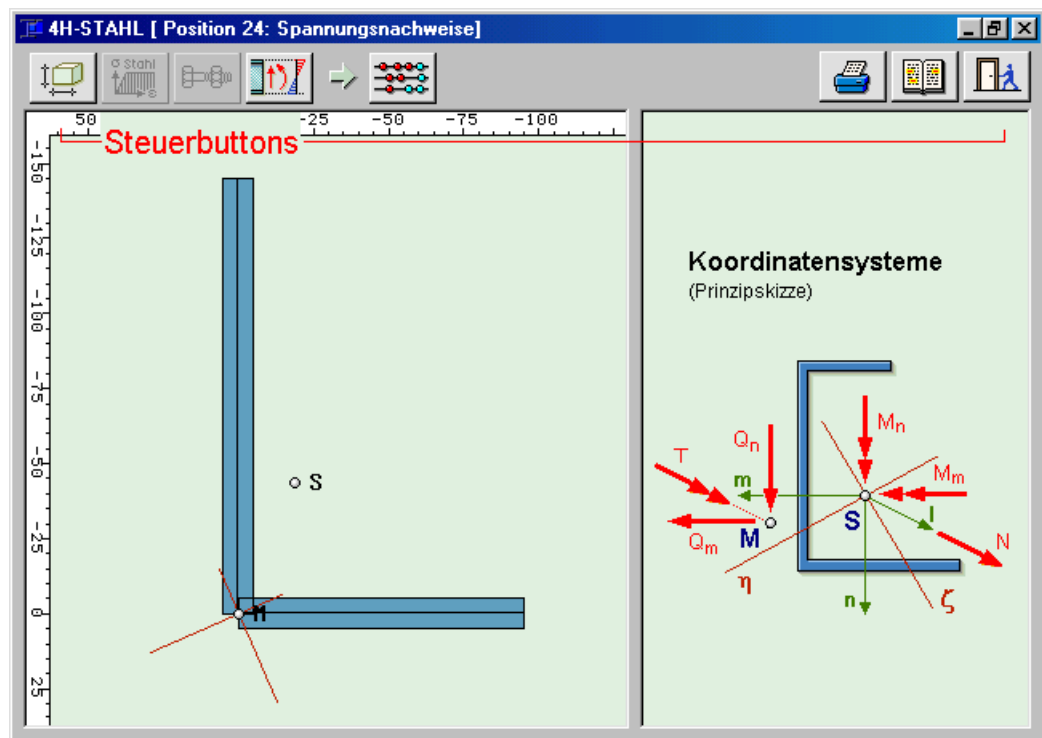 4H-STAHL [ Position 24: Spannungsnachweise]
σ Stahl
ε
50 -25 -50 -75 -100
Steuerbuttons
-150
-125
-100
-75
-50
-25
0
25
S
M
Koordinatensysteme
(Prinzipskizze)
Mn
Qn
T
m
Mm
S
l
Qm
M
N
η
n
ζ